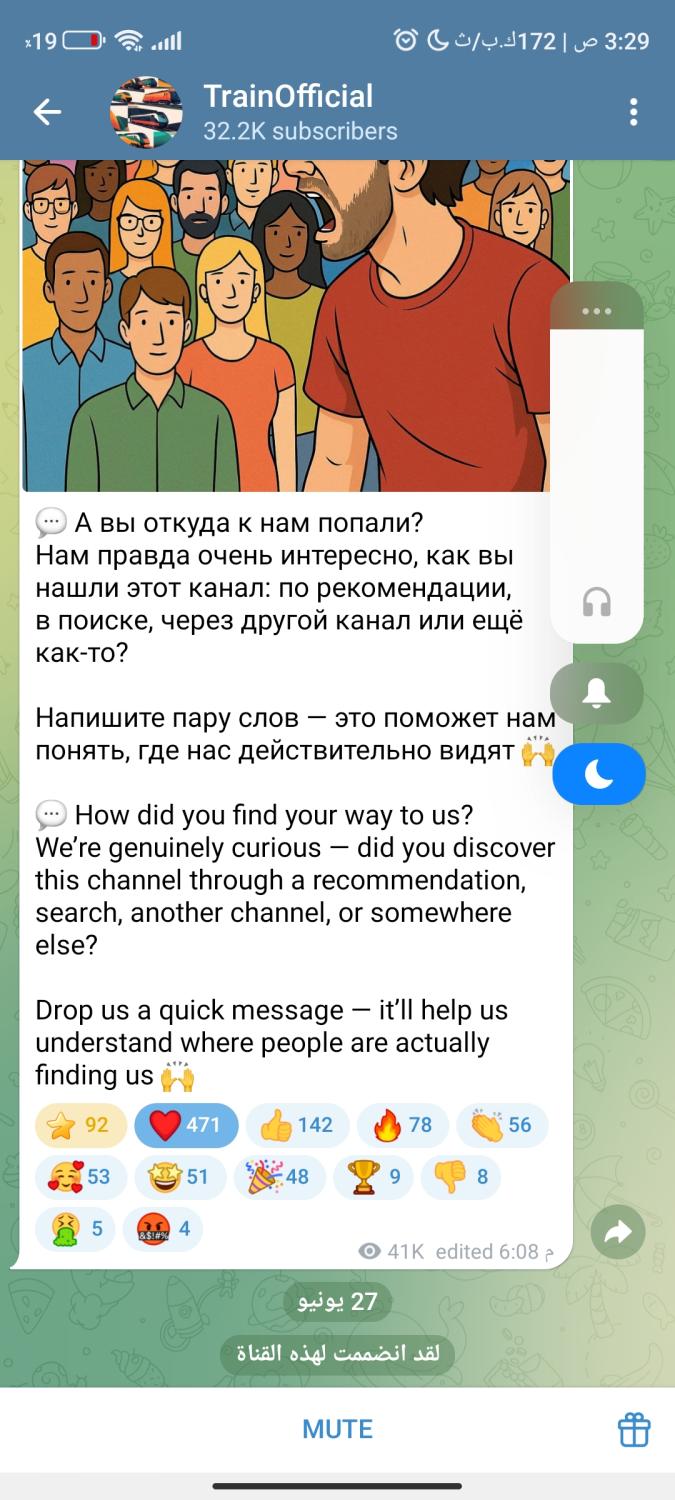 3:29 ص | 172ك.ب/ث
19
TrainOfficial
32.2K subscribers
А вы откуда к нам попали?
Нам правда очень интересно, как вы
нашли этот канал: по рекомендации,
в поиске, через другой канал или ещё
как-то?
Напишите пару слов — это поможет нам
понять, где нас действительно видят 🙌
💬 How did you find your way to us?
We’re genuinely curious — did you discover
this channel through a recommendation,
search, another channel, or somewhere
else?
Drop us a quick message — it’ll help us
understand where people are actually
finding us 🙌
92 471 142 78 56
53 51 48 9 8
5 4
41K edited 6:08 م
27 يونيو
لقد انضممت لهذه القناة
MUTE